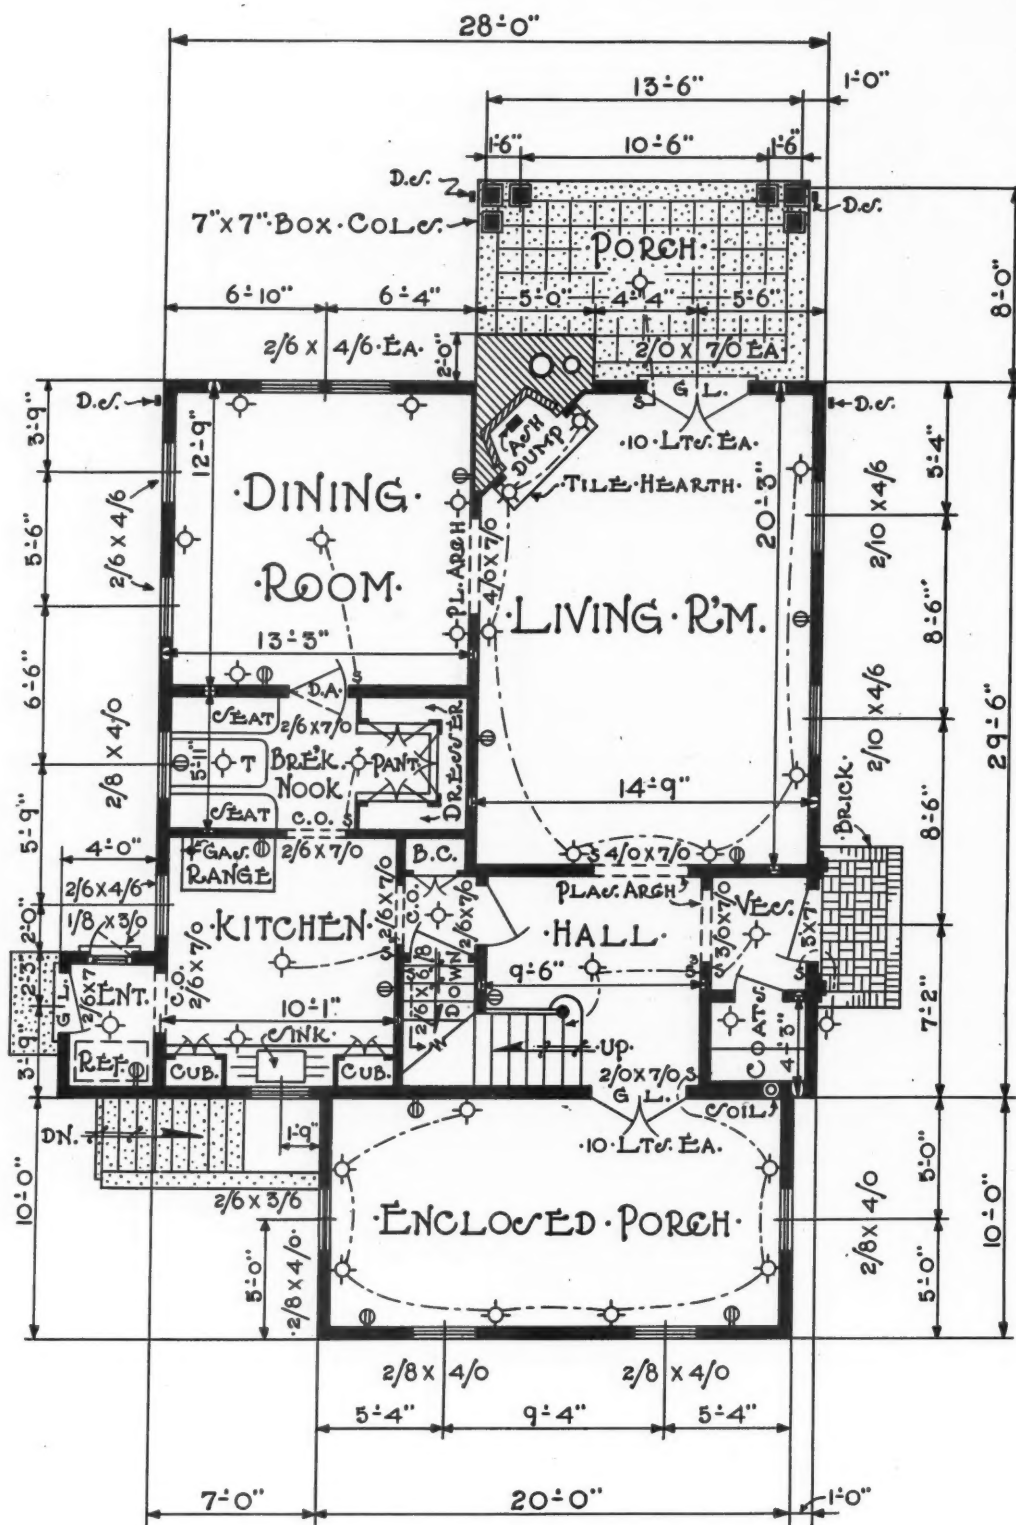 28'-0"
13'-6"
1'-0"
1'-6"
10'-6"
1'-6"
D.S.
D.S.
7"X7"·BOX·COLS.
PORCH·
6'-10"
6'-4"
5'-0"
4'-4"
5'-6"
8'-0"
2/6 X 4/6·EA.
2'-0"
2/0 X 7/0 EA
3'-9"
D.S.
G L.
D.S.
12'-9"
ASH DUMP
·10·LTS.EA.
5'-4"
·DINING·
·TILE·HEARTH·
20'-3"
2/6 X 4/6
5'-6"
PL. ARCH
4/0X7/0
2/10 X 4/6
·ROOM·
·LIVING·R'M.
8'-6"
13'-3"
S
D.A.
6'-6"
2/8 X 4/0
SEAT
2/6X7/0
DRESSER
29'-6"
5'-11"
T
BRE'K.
PANT.
NOOK
2/10 X 4/6
14'-9"
SEAT
C.O.
S
BRICK.
5'-9"
GAS.
2/6X7/0
B.C.
S 4/0X7/0
8'-6"
4'-0"
RANGE
2/6X4/6
PLAS.ARCH
1/8 X 3/0
·KITCHEN·
C.O.
2/6X7/0
2/6X7/0
·HALL·
3/0X7/0
VES.
3'X7'
2'-0"
2/6X7/0
C.O.
S
2/6X6/8
DOWN
9'-6"
S
S
2'-3"
G L.
2/6X7
ENT.
10'-1"
COATS.
4'-3"
7'-2"
SINK.
UP.
3'-9"
REF.
CUB.
CUB.
2/0X7/0
S
G L.
SOIL
DN.
1'-9"
·10·LTS.EA.
5'-0"
10'-0"
2/6 X 3/6
·ENCLOSED·PORCH·
2/8X 4/0
10'-0"
5'-0"
2/8 X 4/0·
5'-0"
2/8 X 4/0
2/8 X 4/0
5'-4"
9'-4"
5'-4"
7'-0"
20'-0"
1'-0"